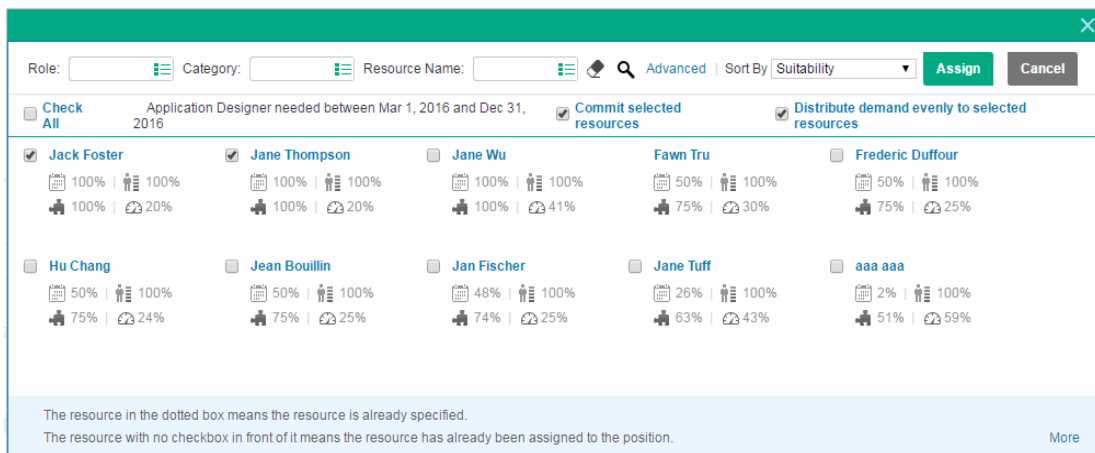 Role: Category: Resource Name: Advanced | Sort By Suitability Assign Cancel
Check All
Application Designer needed between Mar 1, 2016 and Dec 31, 2016
Commit selected resources
Distribute demand evenly to selected resources
Jack Foster
100% | 100%
100% | 20%
Jane Thompson
100% | 100%
100% | 20%
Jane Wu
100% | 100%
100% | 41%
Fawn Tru
50% | 100%
75% | 30%
Frederic Duffour
50% | 100%
75% | 25%
Hu Chang
50% | 100%
75% | 24%
Jean Bouillin
50% | 100%
75% | 25%
Jan Fischer
48% | 100%
74% | 25%
Jane Tuff
26% | 100%
63% | 43%
aaa aaa
2% | 100%
51% | 59%
The resource in the dotted box means the resource is already specified.
The resource with no checkbox in front of it means the resource has already been assigned to the position.
More